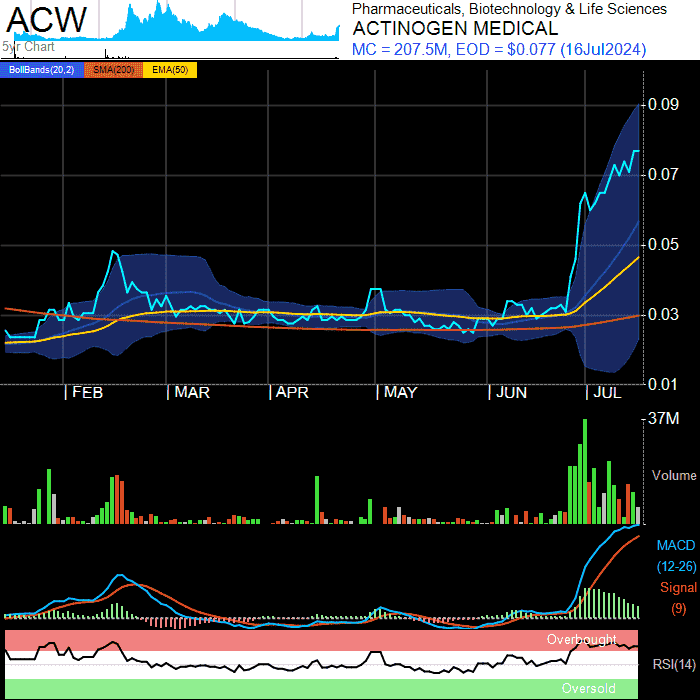 ACW
5yr Chart
Pharmaceuticals, Biotechnology & Life Sciences
ACTINOGEN MEDICAL
MC = 207.5M, EOD = $0.077 (16Jul2024)
BollBands(20,2) SMA(200) EMA(50)
0.09
0.07
0.05
0.03
0.01
FEB MAR APR MAY JUN JUL
37M
Volume
MACD
(12-26)
Signal
(9)
Overbought
RSI(14)
Oversold